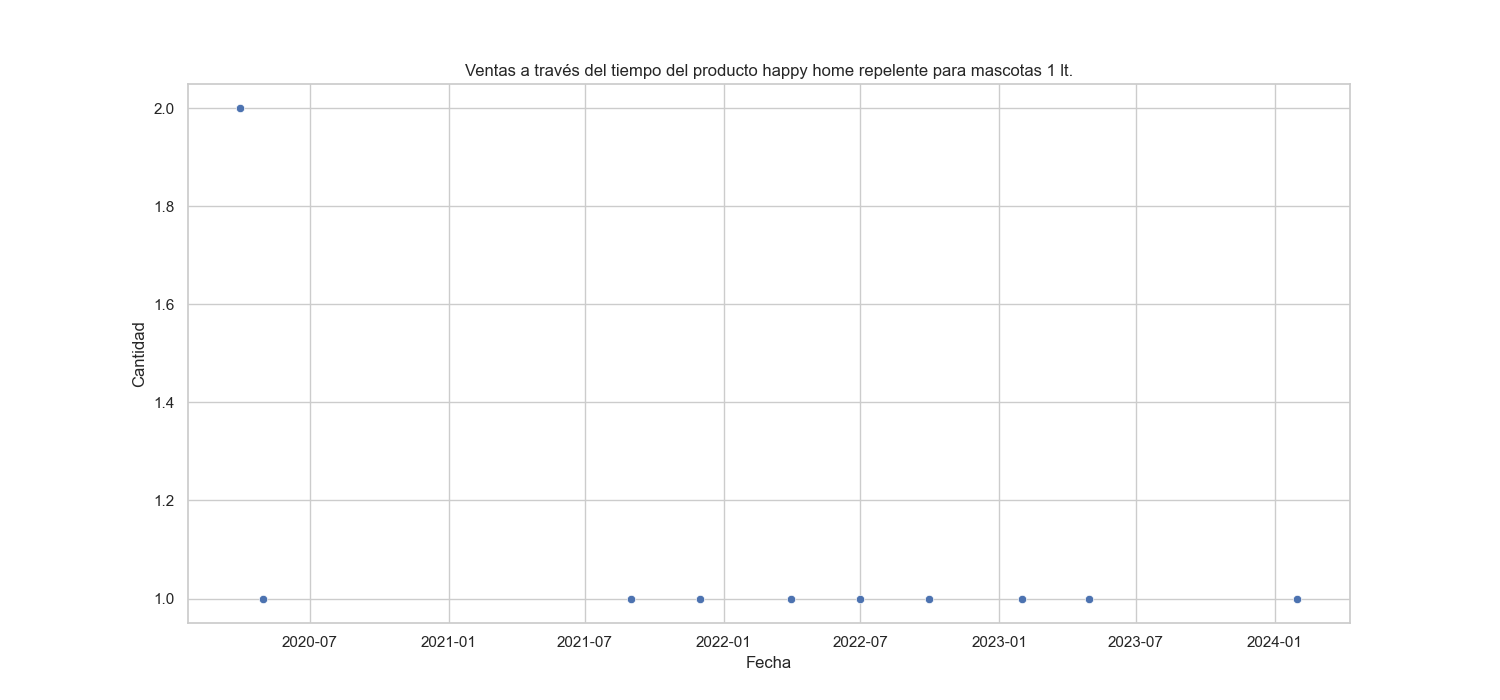 Ventas a través del tiempo del producto happy home repelente para mascotas 1 lt.
2.0
1.8
1.6
1.4
1.2
1.0
Cantidad
2020-07 2021-01 2021-07 2022-01 2022-07 2023-01 2023-07 2024-01
Fecha